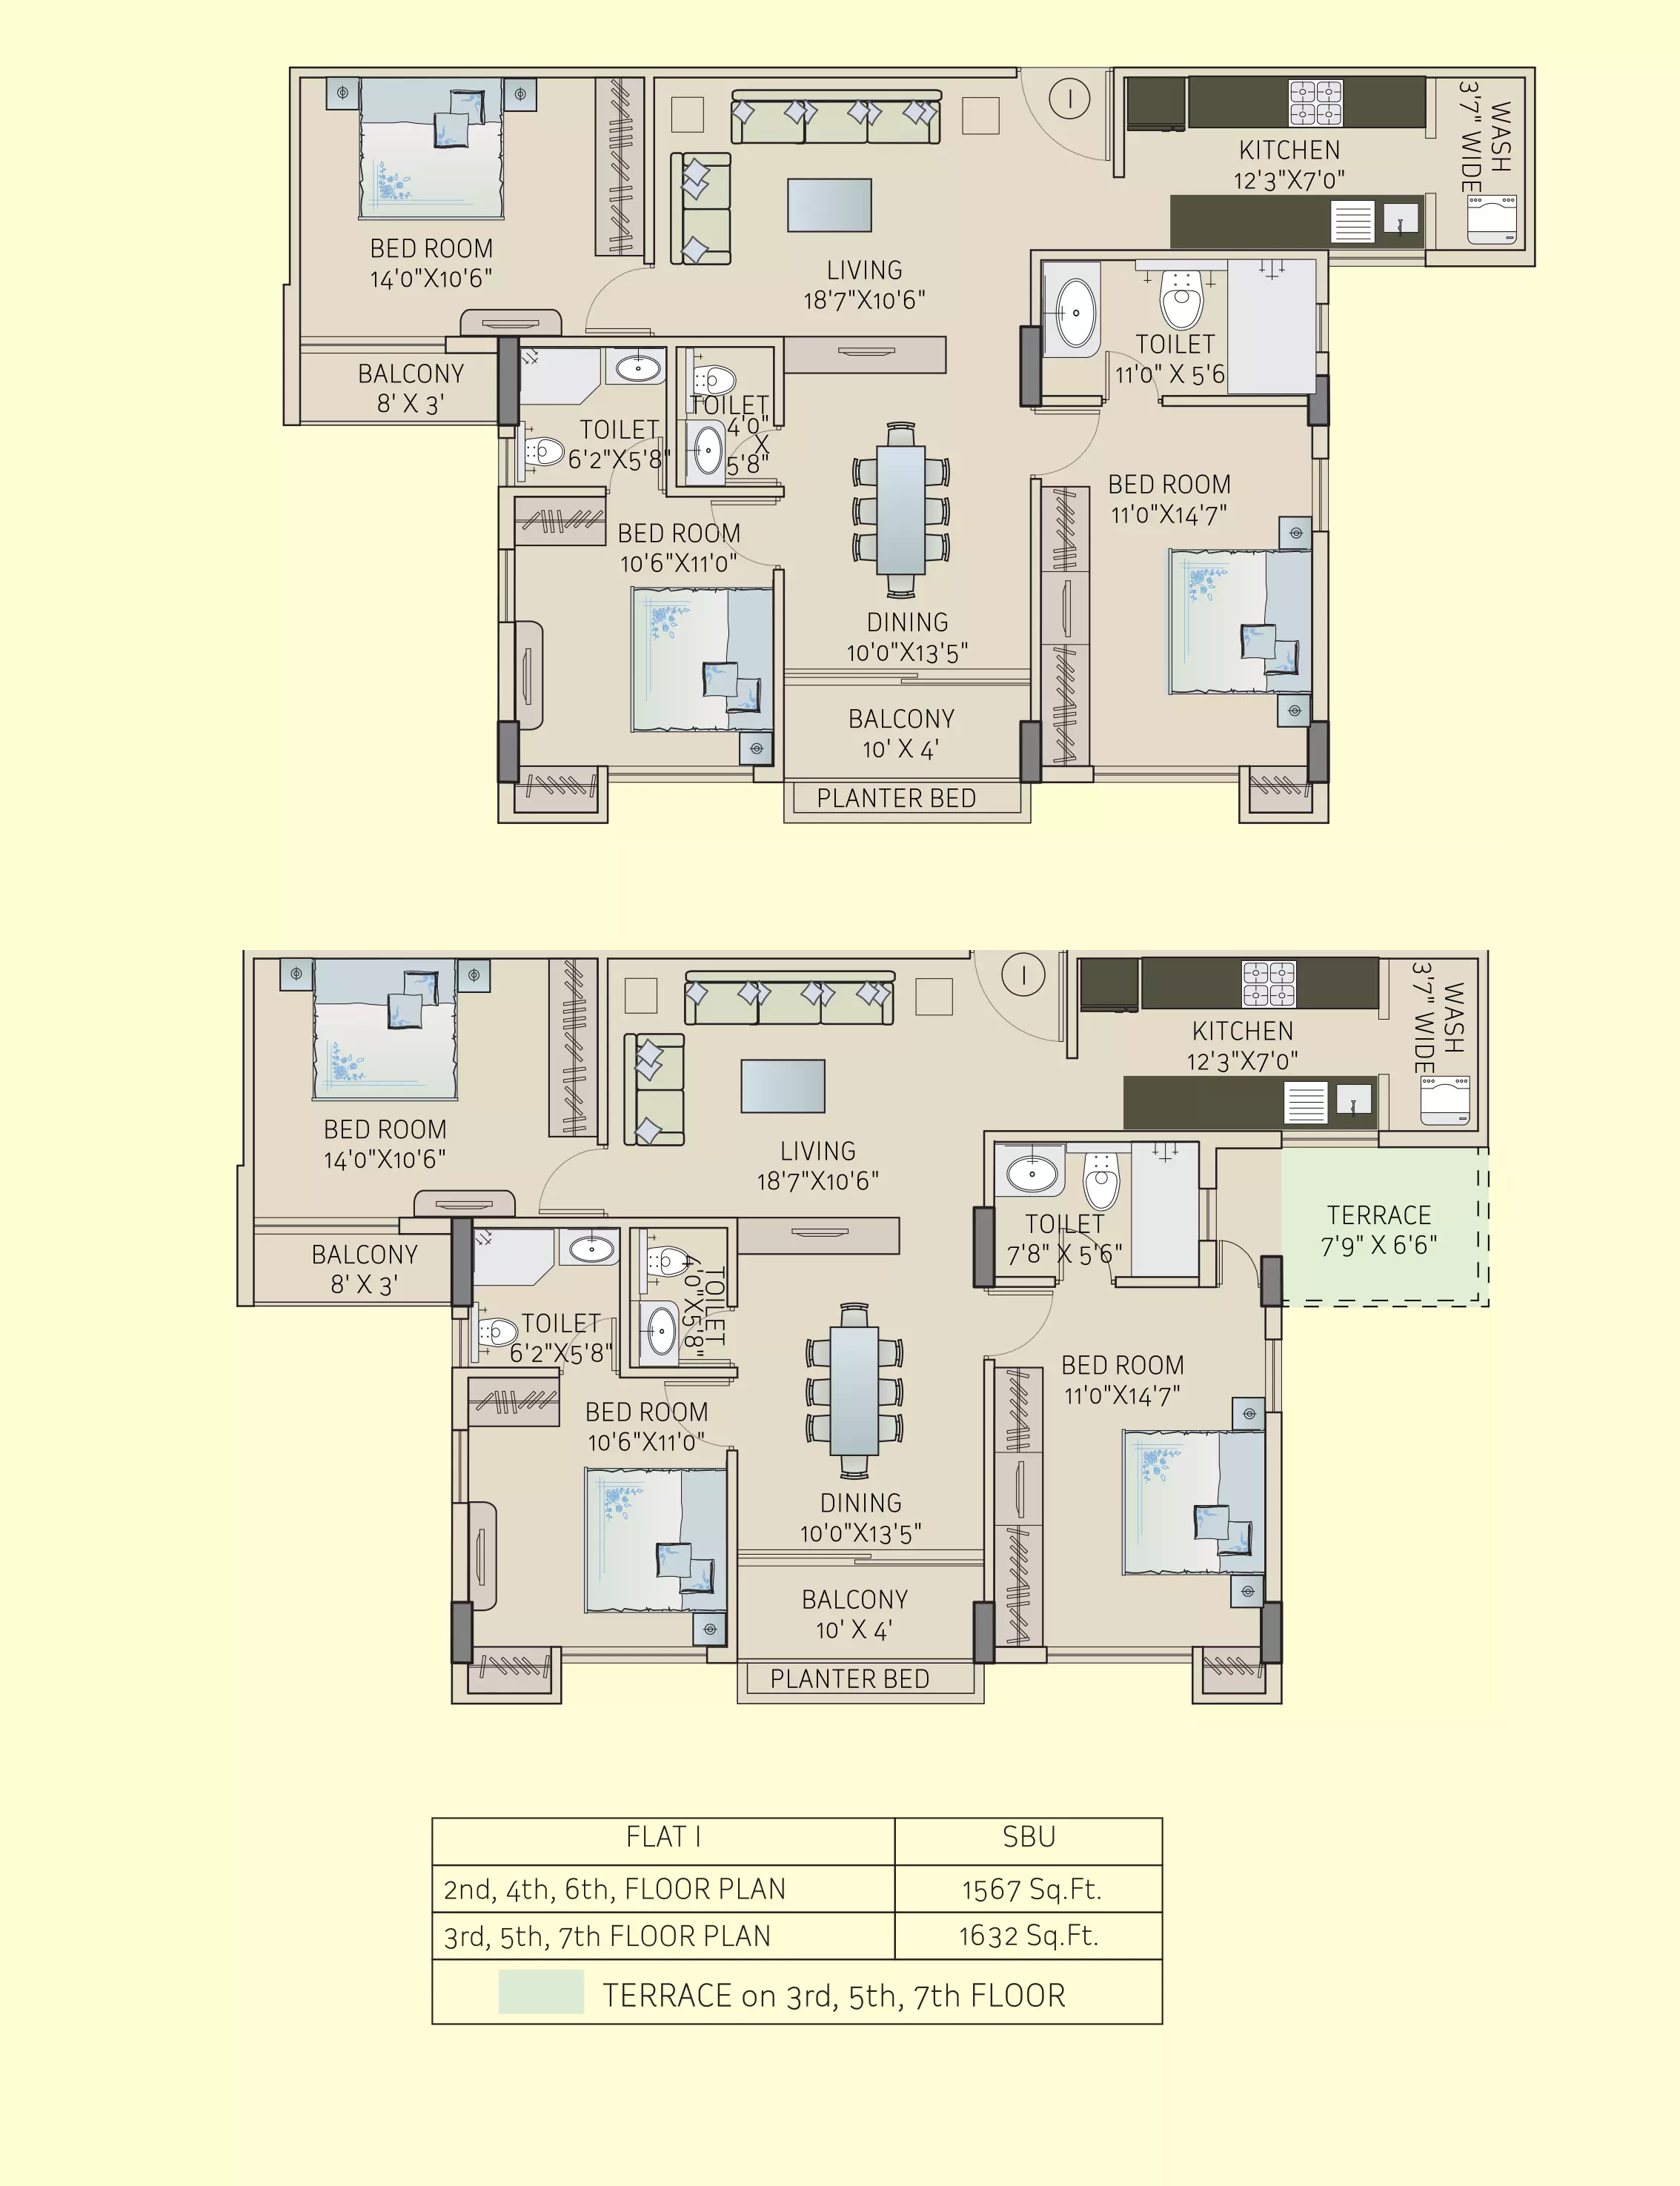 I
KITCHEN
12'3"X7'0"
WASH
3'7" WIDE
BED ROOM
14'0"X10'6"
LIVING
18'7"X10'6"
TOILET
11'0" X 5'6
BALCONY
8' X 3'
TOILET
4'0"
X
5'8"
TOILET
6'2"X5'8"
BED ROOM
11'0"X14'7"
BED ROOM
10'6"X11'0"
DINING
10'0"X13'5"
BALCONY
10' X 4'
PLANTER BED
I
KITCHEN
12'3"X7'0"
WASH
3'7" WIDE
BED ROOM
14'0"X10'6"
LIVING
18'7"X10'6"
TOILET
7'8" X 5'6"
TERRACE
7'9" X 6'6"
BALCONY
8' X 3'
TOILET
4'0"X5'8"
TOILET
6'2"X5'8"
BED ROOM
11'0"X14'7"
BED ROOM
10'6"X11'0"
DINING
10'0"X13'5"
BALCONY
10' X 4'
PLANTER BED
FLAT I SBU
2nd, 4th, 6th, FLOOR PLAN 1567 Sq.Ft.
3rd, 5th, 7th FLOOR PLAN 1632 Sq.Ft.
TERRACE on 3rd, 5th, 7th FLOOR